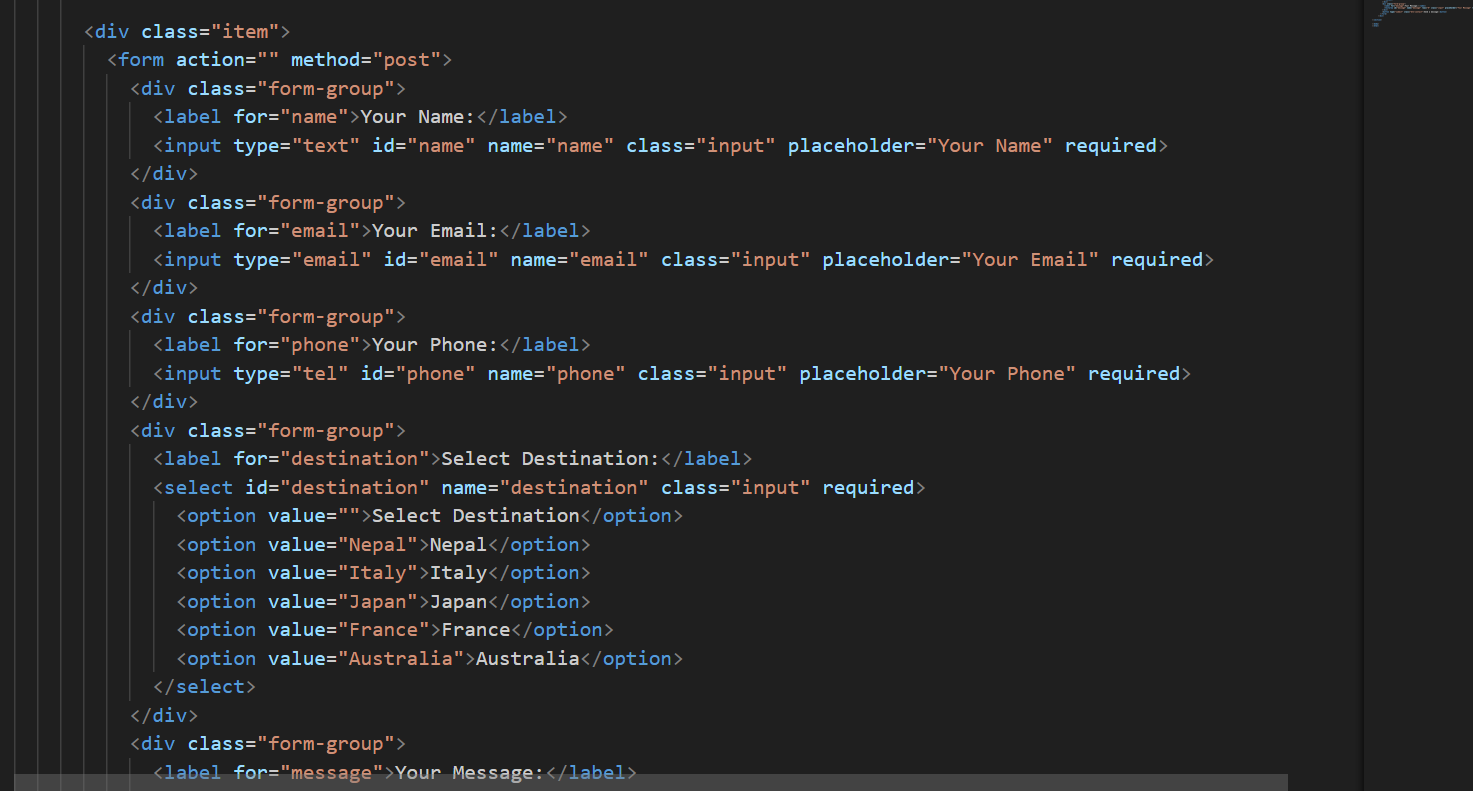 <div class="item">
<form action="" method="post">
<div class="form-group">
<label for="name">Your Name:</label>
<input type="text" id="name" name="name" class="input" placeholder="Your Name" required>
</div>
<div class="form-group">
<label for="email">Your Email:</label>
<input type="email" id="email" name="email" class="input" placeholder="Your Email" required>
</div>
<div class="form-group">
<label for="phone">Your Phone:</label>
<input type="tel" id="phone" name="phone" class="input" placeholder="Your Phone" required>
</div>
<div class="form-group">
<label for="destination">Select Destination:</label>
<select id="destination" name="destination" class="input" required>
<option value="">Select Destination</option>
<option value="Nepal">Nepal</option>
<option value="Italy">Italy</option>
<option value="Japan">Japan</option>
<option value="France">France</option>
<option value="Australia">Australia</option>
</select>
</div>
<div class="form-group">
<label for="message">Your Message:</label>